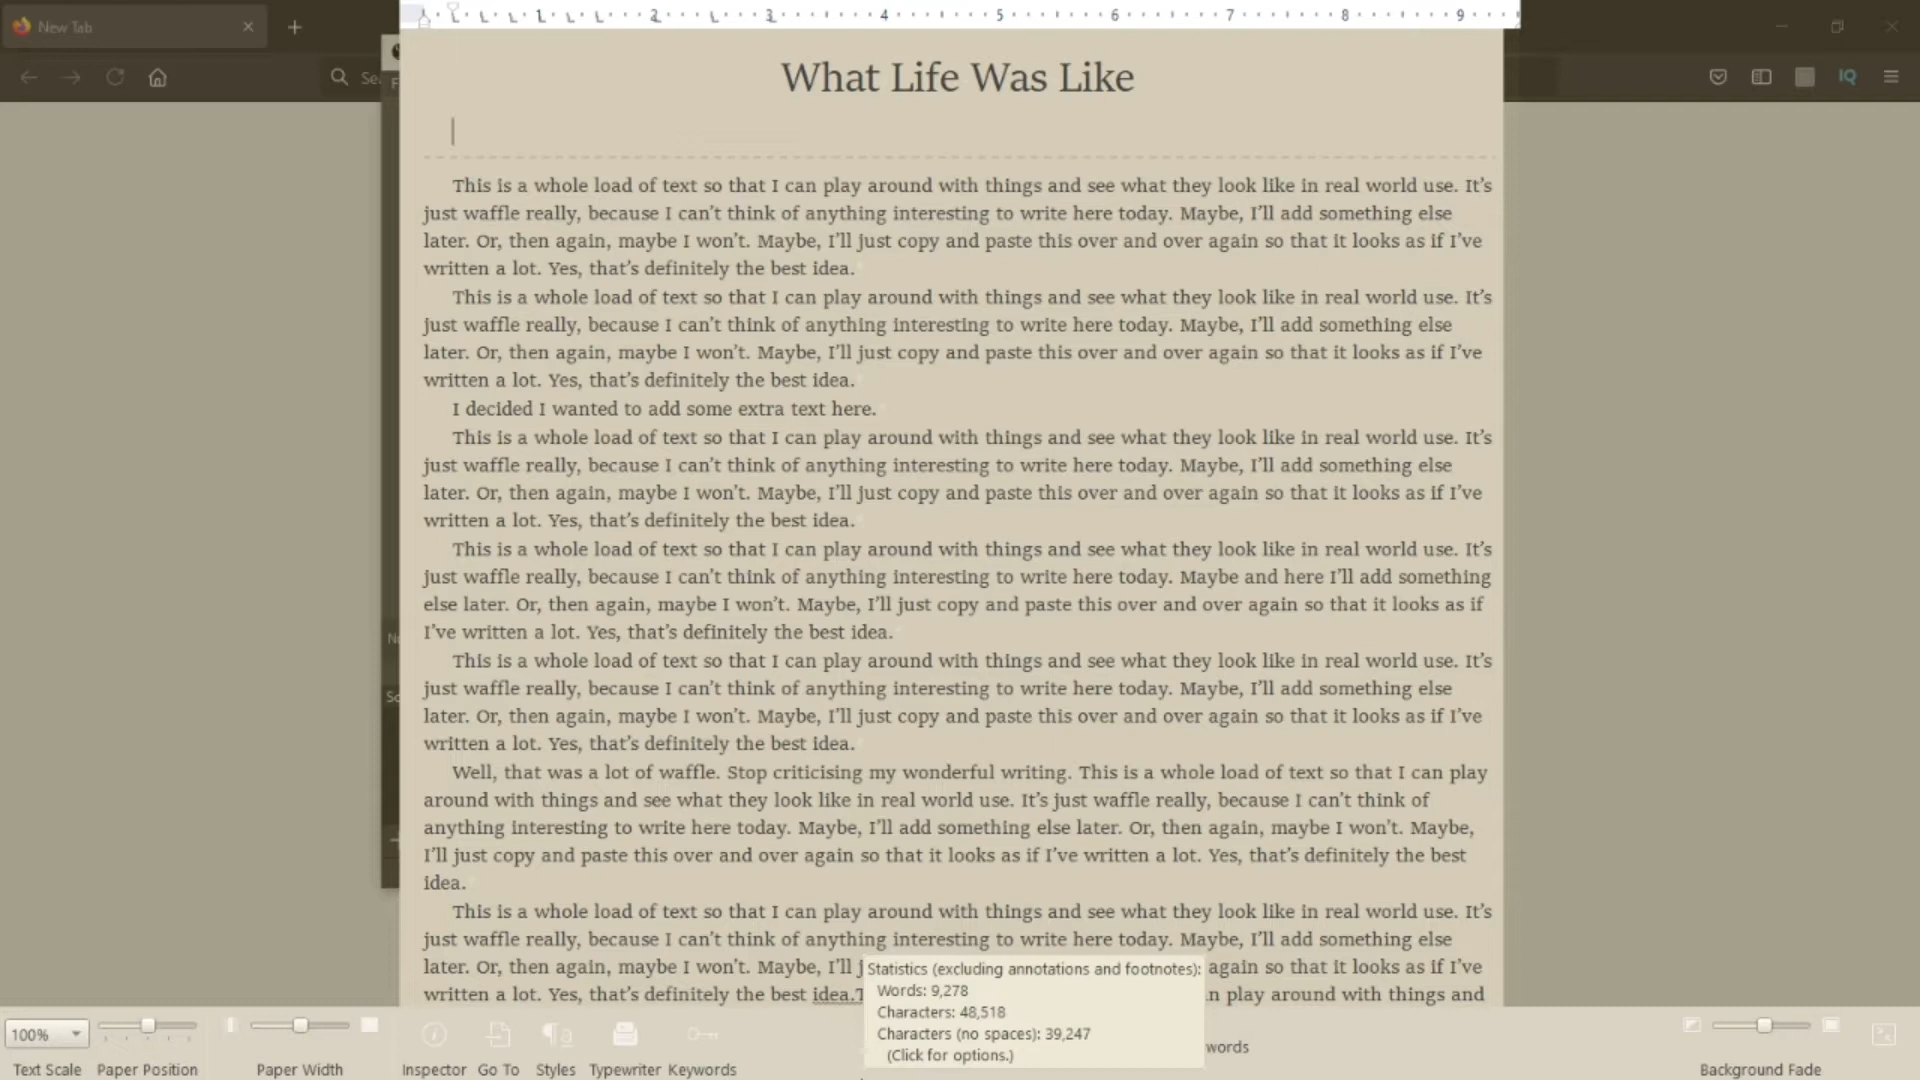 New Tab
Se
F
1 2 3 4 5 6 7 8 9
IQ
What Life Was Like
This is a whole load of text so that I can play around with things and see what they look like in real world use. It’s
just waffle really, because I can’t think of anything interesting to write here today. Maybe, I’ll add something else
later. Or, then again, maybe I won’t. Maybe, I’ll just copy and paste this over and over again so that it looks as if I’ve
written a lot. Yes, that’s definitely the best idea.
This is a whole load of text so that I can play around with things and see what they look like in real world use. It’s
just waffle really, because I can’t think of anything interesting to write here today. Maybe, I’ll add something else
later. Or, then again, maybe I won’t. Maybe, I’ll just copy and paste this over and over again so that it looks as if I’ve
written a lot. Yes, that’s definitely the best idea.
I decided I wanted to add some extra text here.
This is a whole load of text so that I can play around with things and see what they look like in real world use. It’s
just waffle really, because I can’t think of anything interesting to write here today. Maybe, I’ll add something else
later. Or, then again, maybe I won’t. Maybe, I’ll just copy and paste this over and over again so that it looks as if I’ve
written a lot. Yes, that’s definitely the best idea.
This is a whole load of text so that I can play around with things and see what they look like in real world use. It’s
just waffle really, because I can’t think of anything interesting to write here today. Maybe and here I’ll add something
else later. Or, then again, maybe I won’t. Maybe, I’ll just copy and paste this over and over again so that it looks as if
I’ve written a lot. Yes, that’s definitely the best idea.
This is a whole load of text so that I can play around with things and see what they look like in real world use. It’s
just waffle really, because I can’t think of anything interesting to write here today. Maybe, I’ll add something else
later. Or, then again, maybe I won’t. Maybe, I’ll just copy and paste this over and over again so that it looks as if I’ve
written a lot. Yes, that’s definitely the best idea.
Well, that was a lot of waffle. Stop criticising my wonderful writing. This is a whole load of text so that I can play
around with things and see what they look like in real world use. It’s just waffle really, because I can’t think of
anything interesting to write here today. Maybe, I’ll add something else later. Or, then again, maybe I won’t. Maybe,
I’ll just copy and paste this over and over again so that it looks as if I’ve written a lot. Yes, that’s definitely the best
idea.
This is a whole load of text so that I can play around with things and see what they look like in real world use. It’s
just waffle really, because I can’t think of anything interesting to write here today. Maybe, I’ll add something else
later. Or, then again, maybe I won’t. Maybe, I’ll j again so that it looks as if I’ve
written a lot. Yes, that’s definitely the best idea.T n play around with things and
No
Sc
Statistics (excluding annotations and footnotes):
Words: 9,278
Characters: 48,518
Characters (no spaces): 39,247
(Click for options.)
words
100%
Text Scale Paper Position Paper Width Inspector Go To Styles Typewriter Keywords Background Fade